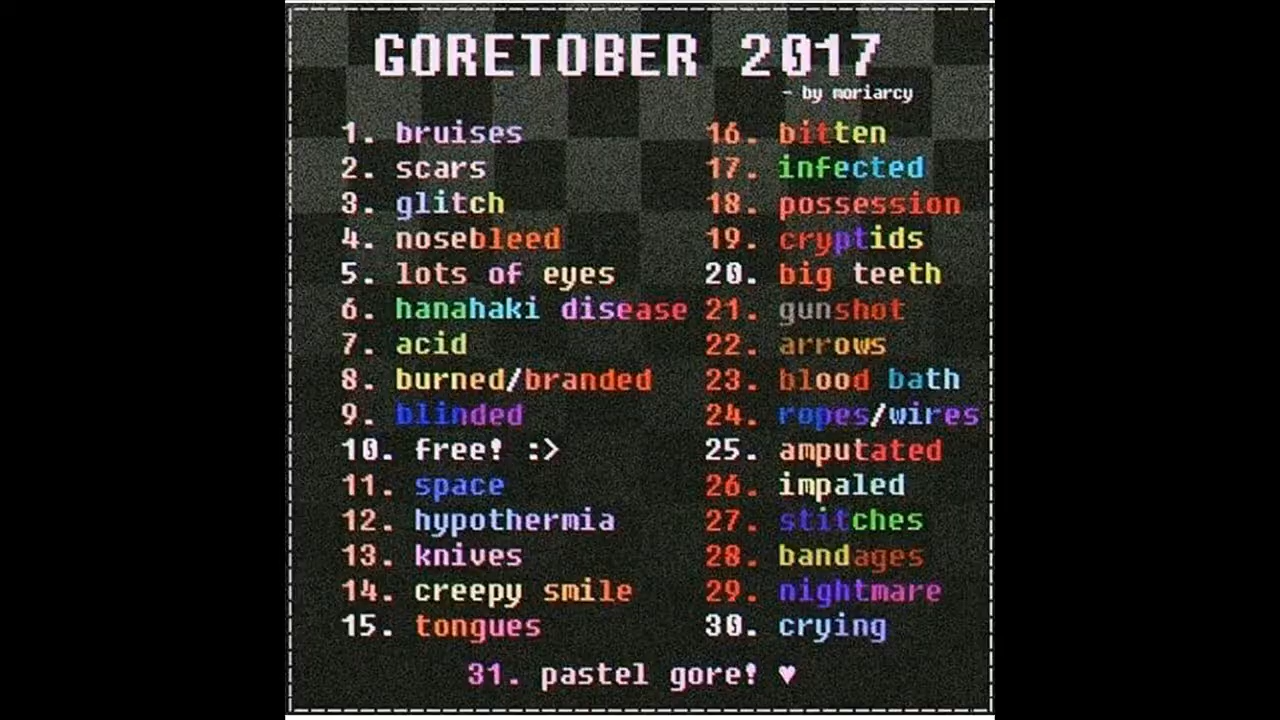 GORETOBER 2017
- by moriarcy
1. bruises
2. scars
3. glitch
4. nosebleed
5. lots of eyes
6. hanahaki disease
7. acid
8. burned/branded
9. blinded
10. free! :>
11. space
12. hypothermia
13. knives
14. creepy smile
15. tongues
16. bitten
17. infected
18. possession
19. cryptids
20. big teeth
21. gunshot
22. arrows
23. blood bath
24. ropes/wires
25. amputated
26. impaled
27. stitches
28. bandages
29. nightmare
30. crying
31. pastel gore! ♥